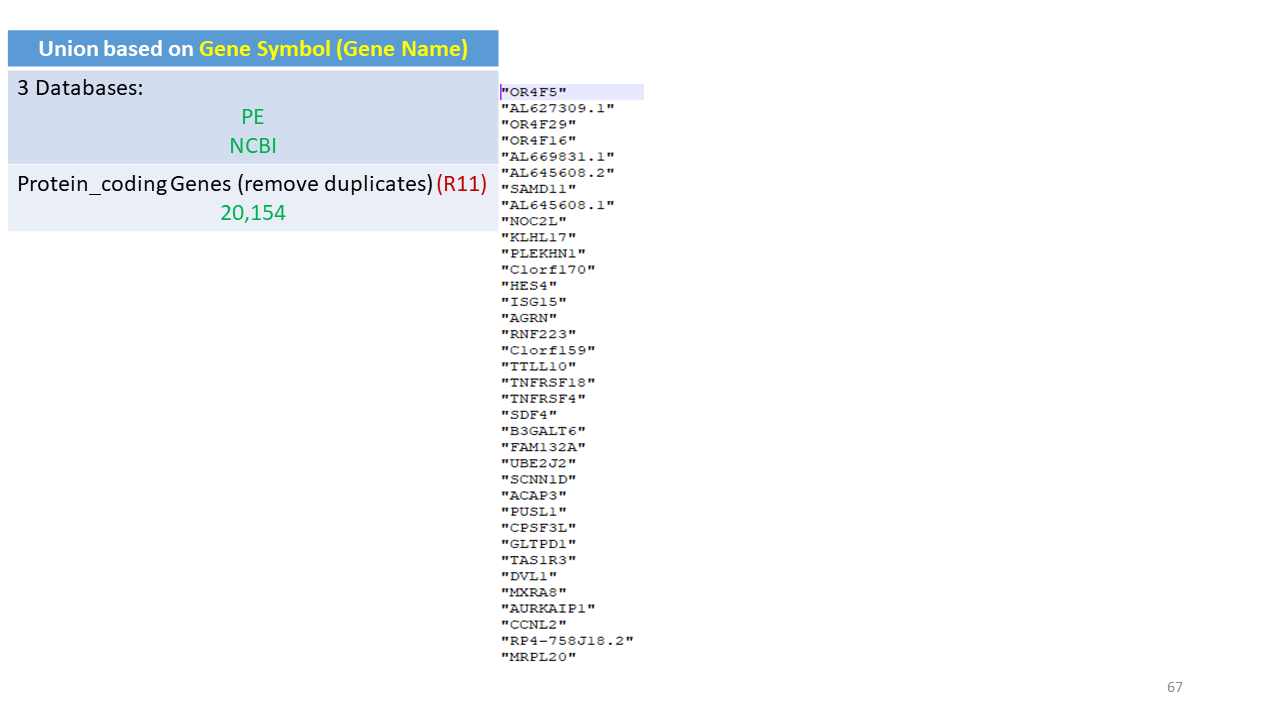 Union based on Gene Symbol (Gene Name)
3 Databases:
PE
NCBI
Protein_coding Genes (remove duplicates) (R11)
20,154
"OR4F5"
"AL627309.1"
"OR4F29"
"OR4F16"
"AL669831.1"
"AL645608.2"
"SAMD11"
"AL645608.1"
"NOC2L"
"KLHL17"
"PLEKHN1"
"C1orf170"
"HES4"
"ISG15"
"AGRN"
"RNF223"
"C1orf159"
"TTLL10"
"TNFRSF18"
"TNFRSF4"
"SDF4"
"B3GALT6"
"FAM132A"
"UBE2J2"
"SCNN1D"
"ACAP3"
"PUSL1"
"CPSF3L"
"GLTPD1"
"TAS1R3"
"DVL1"
"MXRA8"
"AURKAIP1"
"CCNL2"
"RP4-758J18.2"
"MRPL20"
67